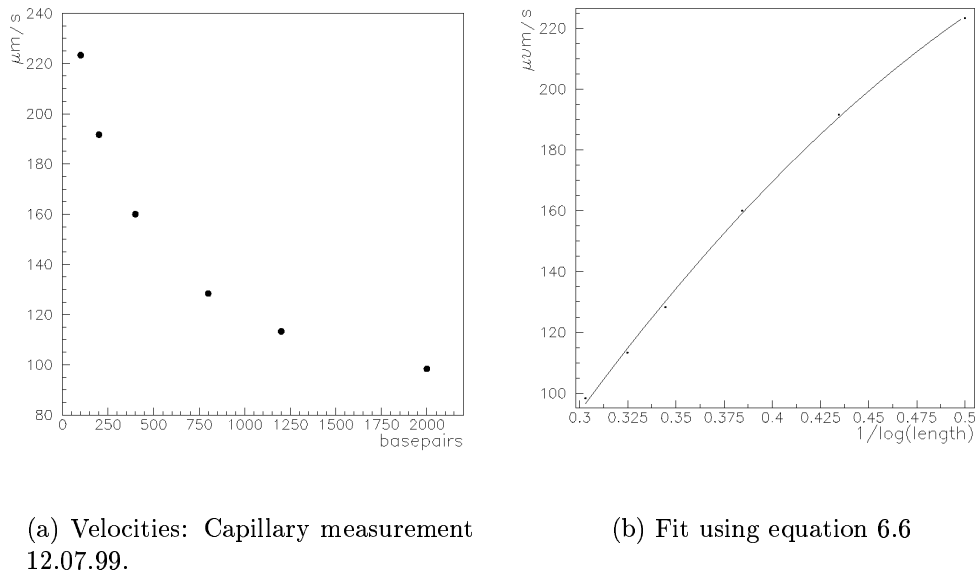 μm/s
240
220
200
180
160
140
120
100
80
0 250 500 750 1000 1250 1500 1750 2000
basepairs
μvm/s
220
200
180
160
140
120
100
0.3 0.325 0.35 0.375 0.4 0.425 0.45 0.475 0.5
1/log(length)
(a) Velocities: Capillary measurement
12.07.99.
(b) Fit using equation 6.6